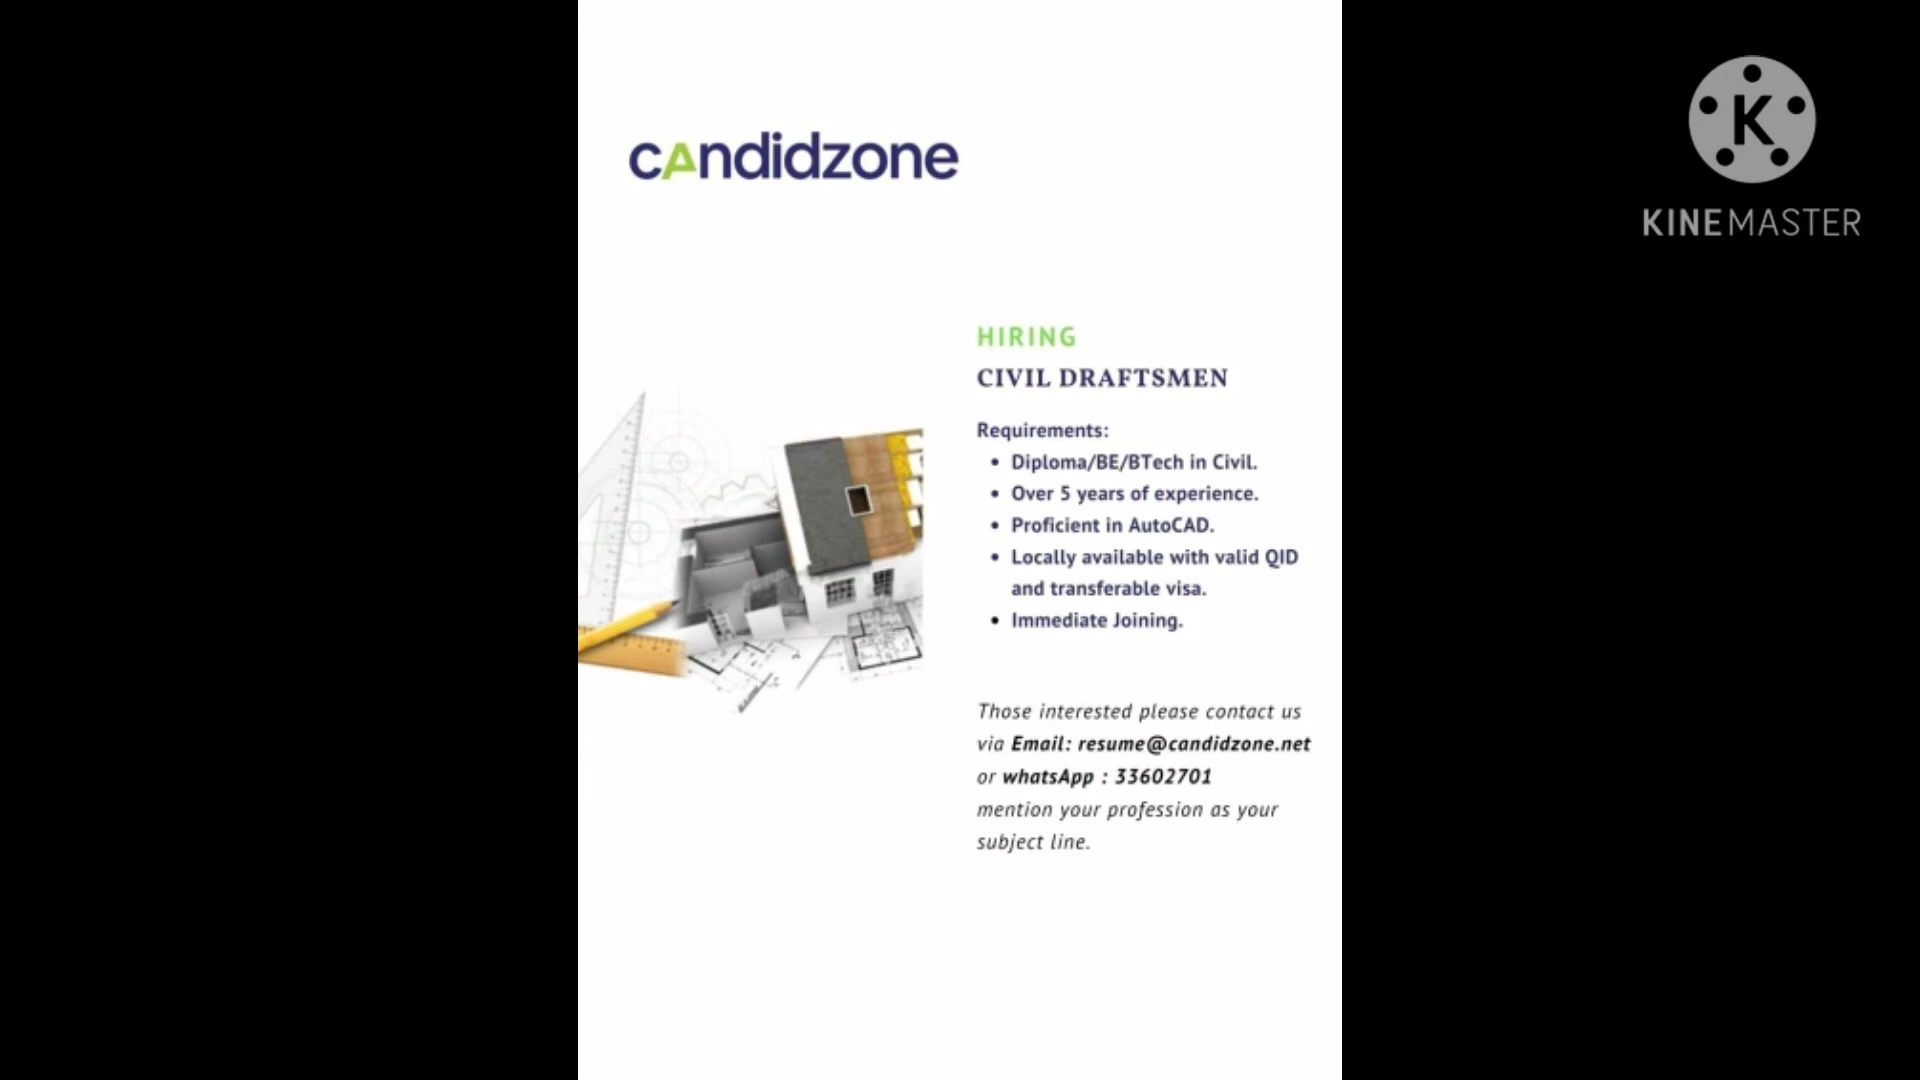 cAndidzone
KINEMASTER
HIRING
CIVIL DRAFTSMEN
Requirements:
• Diploma/BE/BTech in Civil.
• Over 5 years of experience.
• Proficient in AutoCAD.
• Locally available with valid QID
and transferable visa.
• Immediate Joining.
Those interested please contact us
via Email: resume@candidzone.net
or whatsApp : 33602701
mention your profession as your
subject line.